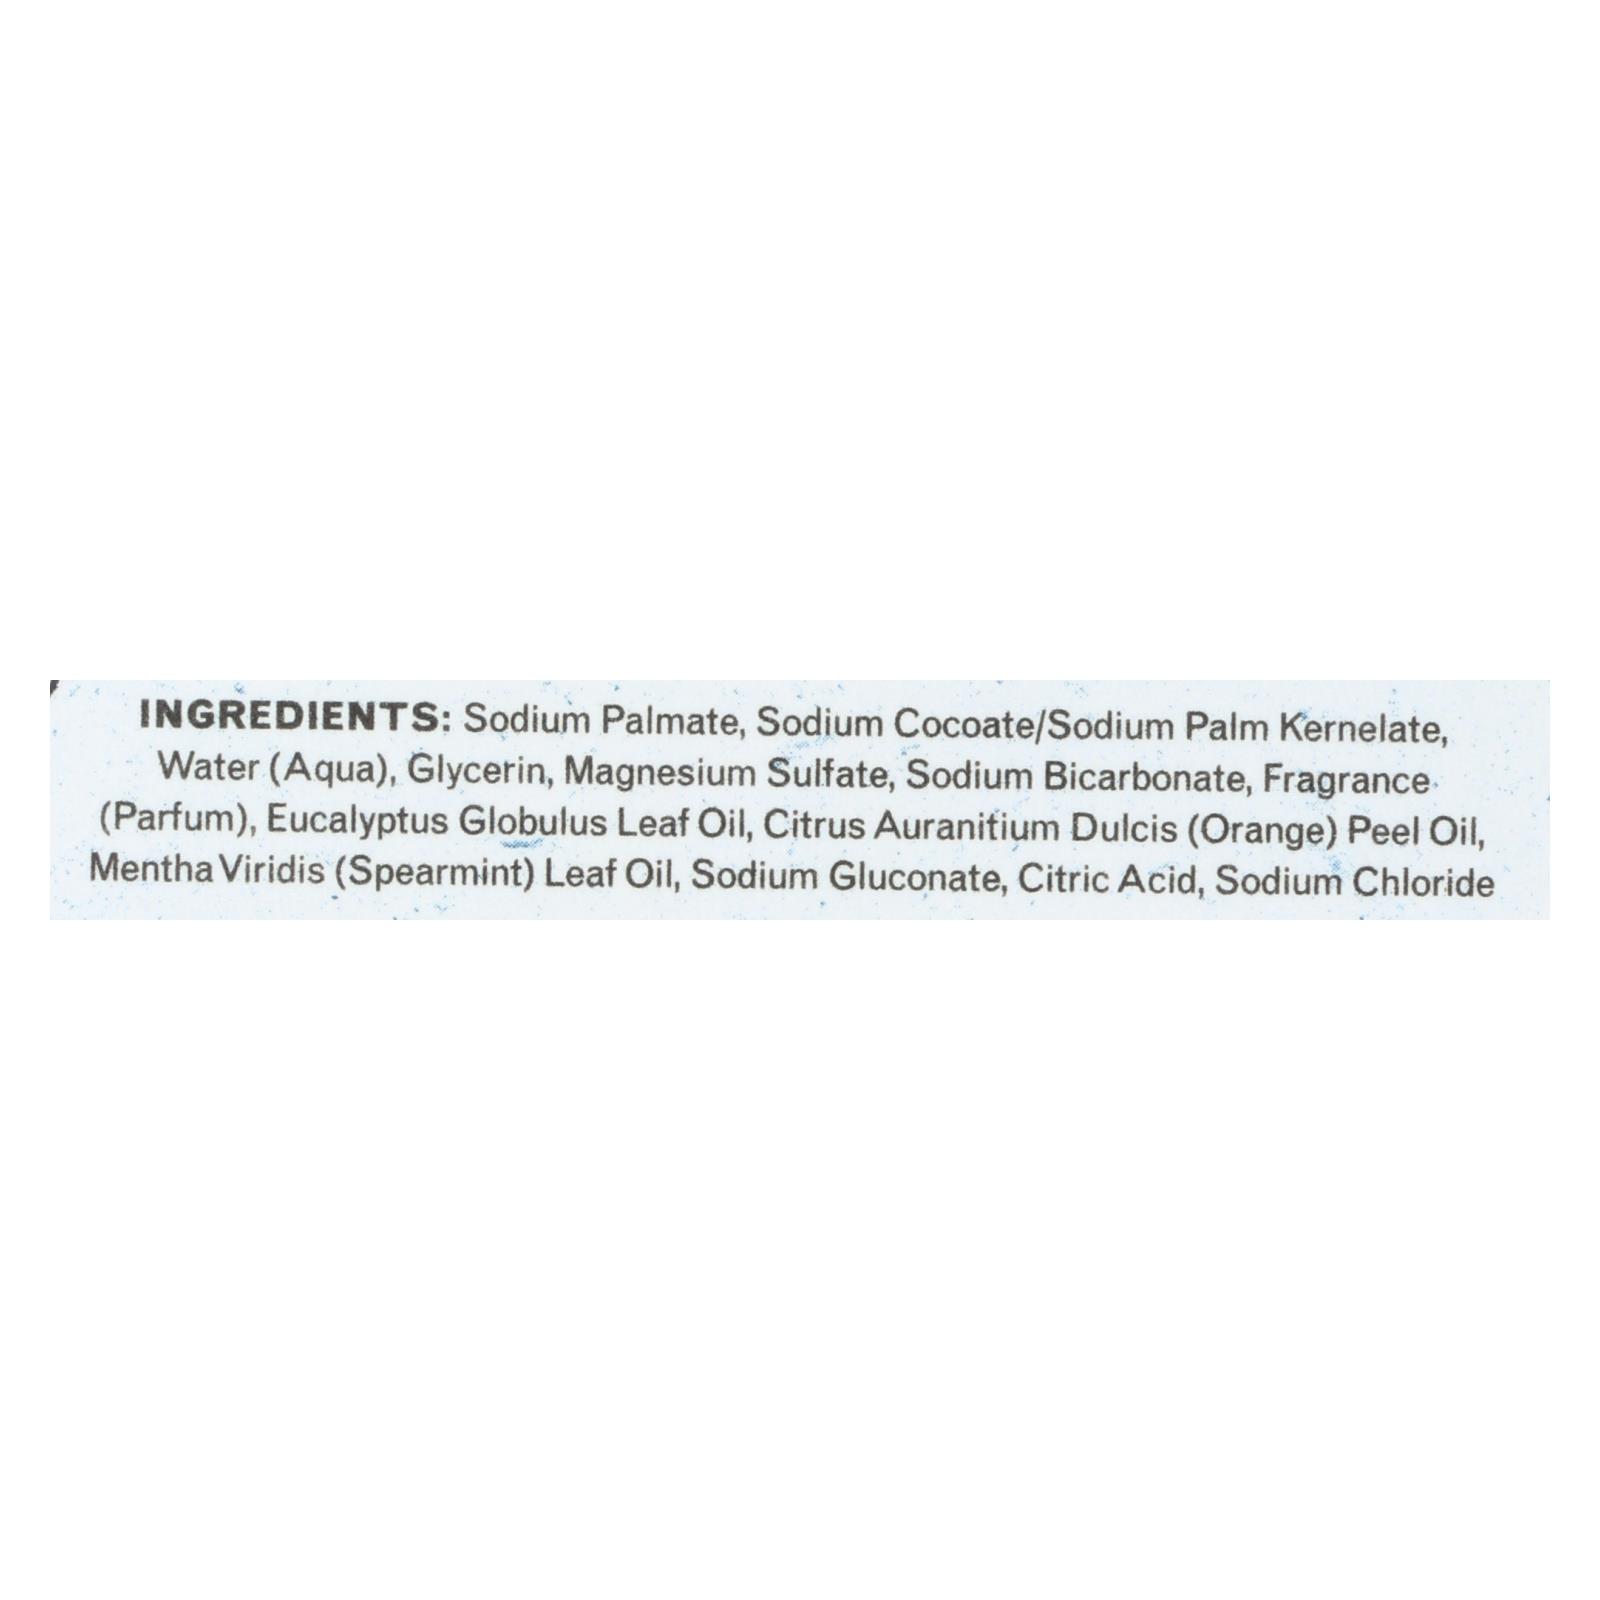 INGREDIENTS: Sodium Palmate, Sodium Cocoate/Sodium Palm Kernelate,
Water (Aqua), Glycerin, Magnesium Sulfate, Sodium Bicarbonate, Fragrance
(Parfum), Eucalyptus Globulus Leaf Oil, Citrus Auranitium Dulcis (Orange) Peel Oil,
Mentha Viridis (Spearmint) Leaf Oil, Sodium Gluconate, Citric Acid, Sodium Chloride